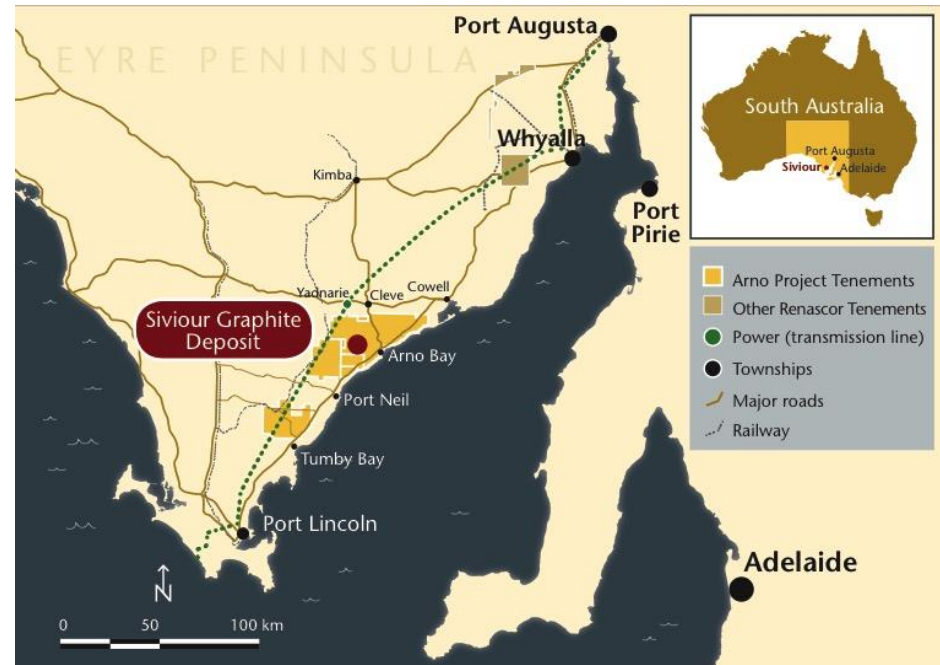 EYRE PENINSULA
Port Augusta
Whyalla
Kimba
Port
Pirie
Yadnarie
Cleve
Cowell
Siviour Graphite
Deposit
Arno Bay
Port Neil
Tumby Bay
Port Lincoln
Adelaide
N
0 50 100 km
South Australia
Port Augusta
Siviour
Adelaide
Arno Project Tenements
Other Renascor Tenements
Power (transmission line)
Townships
Major roads
Railway